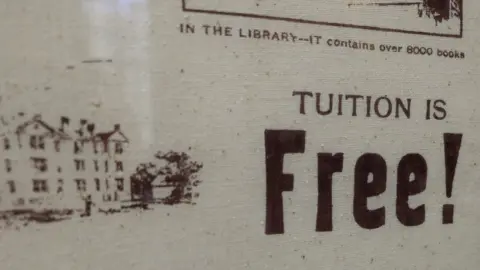 IN THE LIBRARY--IT contains over 8000 books
TUITION IS
Free!